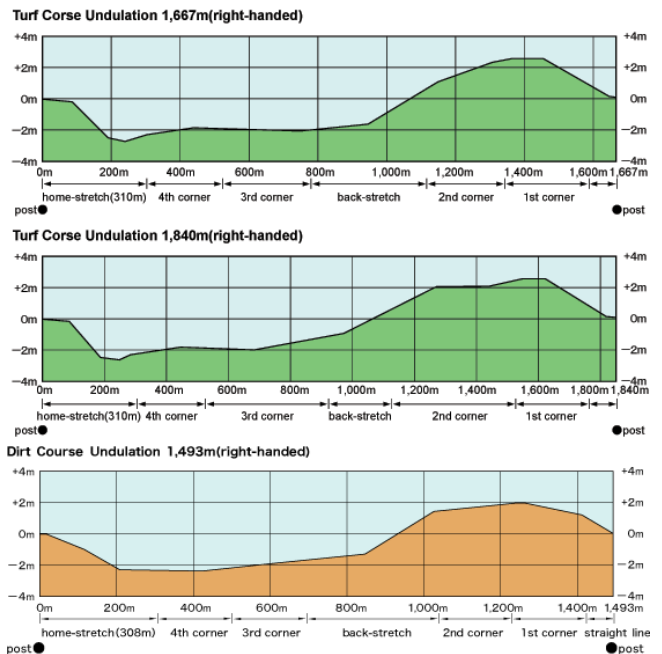 Turf Corse Undulation 1,667m(right-handed)
+4m +4m
+2m +2m
0m 0m
−2m −2m
−4m −4m
0m 200m 400m 600m 800m 1,000m 1,200m 1,400m 1,600m 1,667m
home-stretch(310m) 4th corner 3rd corner back-stretch 2nd corner 1st corner
post post
Turf Corse Undulation 1,840m(right-handed)
+4m +4m
+2m +2m
0m 0m
−2m −2m
−4m −4m
0m 200m 400m 600m 800m 1,000m 1,200m 1400m 1,600m 1,800m 1,840m
home-stretch(310m) 4th corner 3rd corner back-stretch 2nd corner 1st corner
post post
Dirt Course Undulation 1,493m(right-handed)
+4m +4m
+2m +2m
0m 0m
−2m −2m
−4m −4m
0m 200m 400m 600m 800m 1,000m 1,200m 1,400m 1,493m
home-stretch(308m) 4th corner 3rd corner back-stretch 2nd corner 1st corner straight line
post post